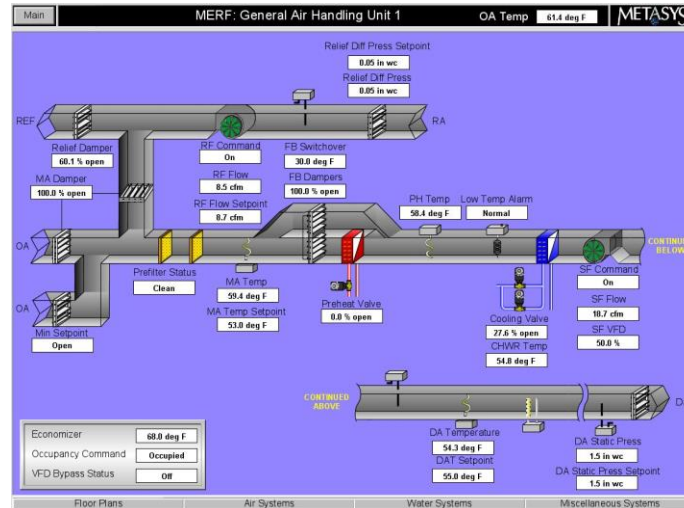 Main
MERF: General Air Handling Unit 1
OA Temp
61.4 deg F
METASYS
Relief Diff Press Setpoint
0.05 in wc
Relief Diff Press
0.05 in wc
REF
RA
Relief Damper
60.1 % open
RF Command
On
FB Switchover
30.0 deg F
MA Damper
100.0 % open
RF Flow
8.5 cfm
FB Dampers
100.0 % open
RF Flow Setpoint
8.7 cfm
PH Temp
58.4 deg F
Low Temp Alarm
Normal
OA
CONTINUED
BELOW
Prefilter Status
Clean
MA Temp
59.4 deg F
MA Temp Setpoint
53.0 deg F
Preheat Valve
0.0 % open
SF Command
On
OA
Min Setpoint
Open
Cooling Valve
27.6 % open
CHWR Temp
54.8 deg F
SF Flow
18.7 cfm
SF VFD
50.0 %
CONTINUED
ABOVE
D
Economizer
68.0 deg F
Occupancy Command
Occupied
VFD Bypass Status
Off
DA Temperature
54.3 deg F
DAT Setpoint
55.0 deg F
DA Static Press
1.5 in wc
DA Static Press Setpoint
1.5 in wc
Floor Plans
Air Systems
Water Systems
Miscellaneous Systems